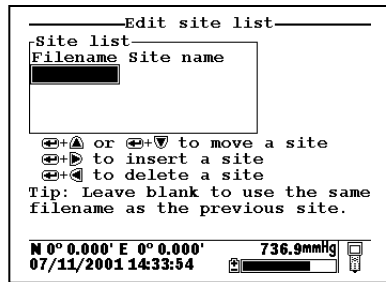 Edit site list
Site list
Filename Site name
+ or + to move a site
+ to insert a site
+ to delete a site
Tip: Leave blank to use the same
filename as the previous site.
N 0° 0.000' E 0° 0.000' 736.9mmHg
07/11/2001 14:33:54